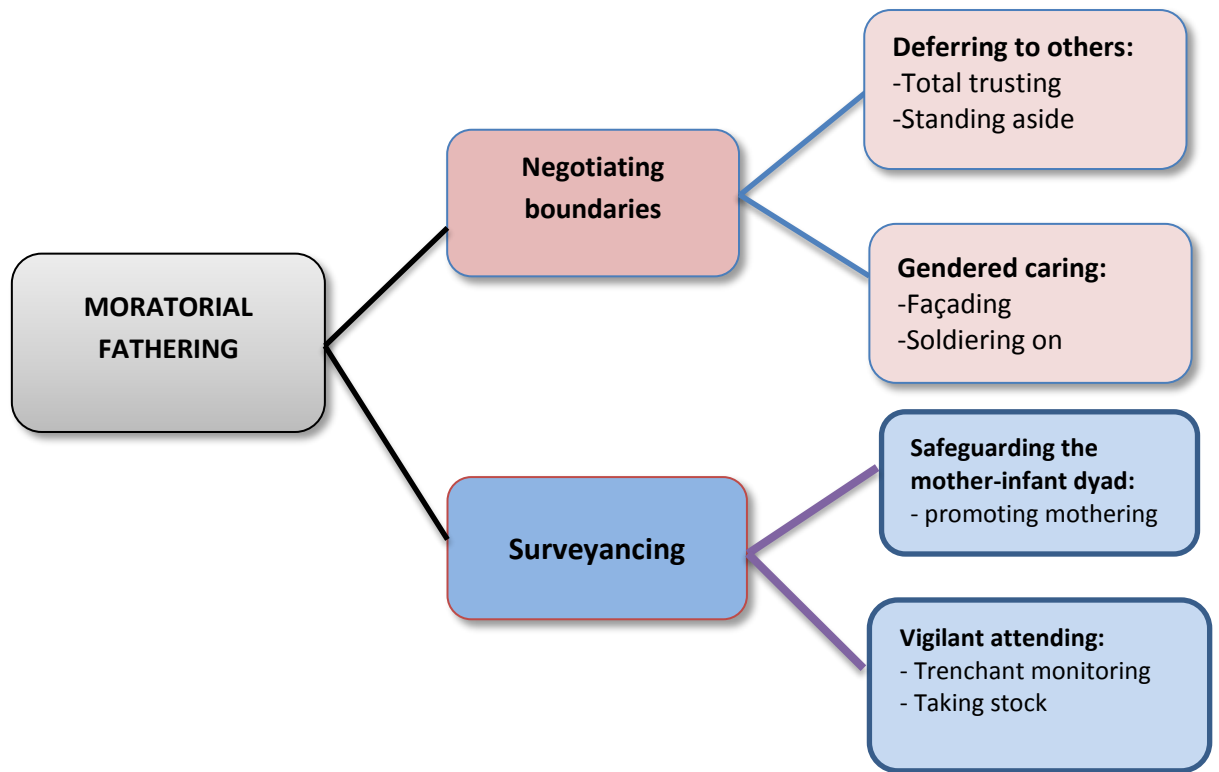 MORATORIAL
FATHERING
Negotiating
boundaries
Deferring to others:
-Total trusting
-Standing aside
Gendered caring:
-Façading
-Soldiering on
Surveyancing
Safeguarding the
mother-infant dyad:
- promoting mothering
Vigilant attending:
- Trenchant monitoring
- Taking stock